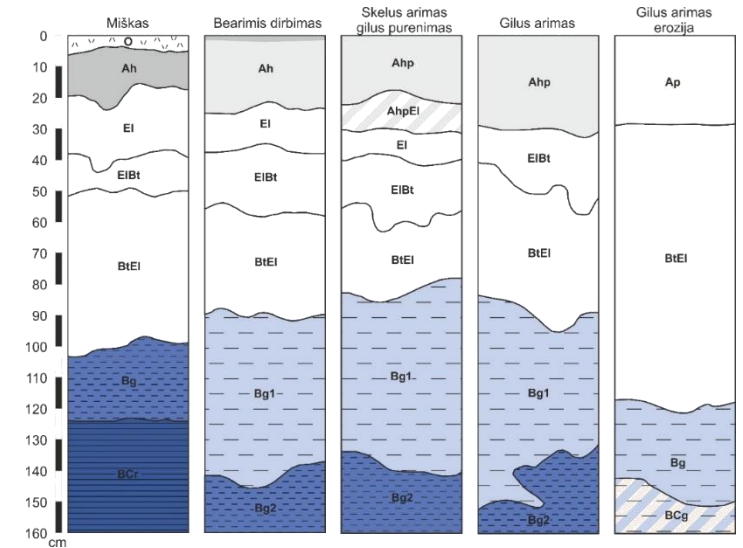 Miškas
Bearimis dirbimas
Skelus arimas
gilus purenimas
Gilus arimas
Gilus arimas
erozija
0
10
20
30
40
50
60
70
80
90
100
110
120
130
140
150
160
cm
O
Ah
El
ElBt
BtEl
Bg
BCr
Ah
El
ElBt
BtEl
Bg1
Bg2
Ahp
AhpEl
El
ElBt
BtEl
Bg1
Bg2
Ahp
ElBt
BtEl
Bg1
Bg2
Ap
BtEl
Bg
BCg